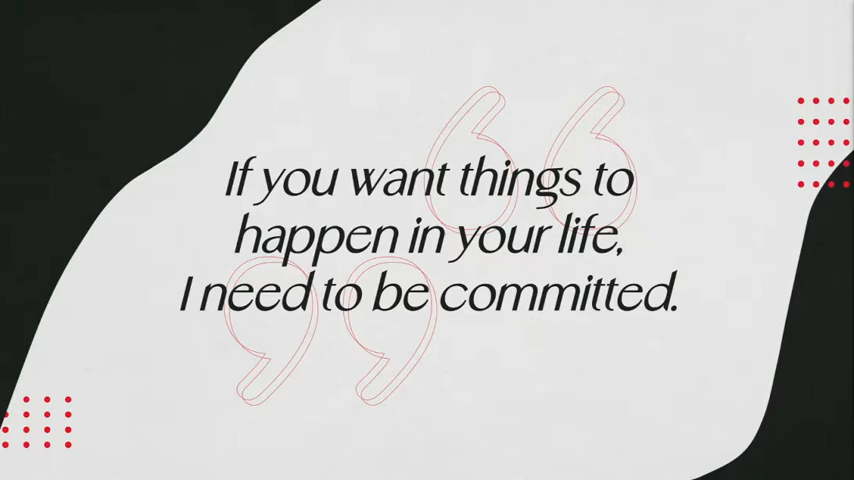 If you want things to
happen in your life,
I need to be committed.